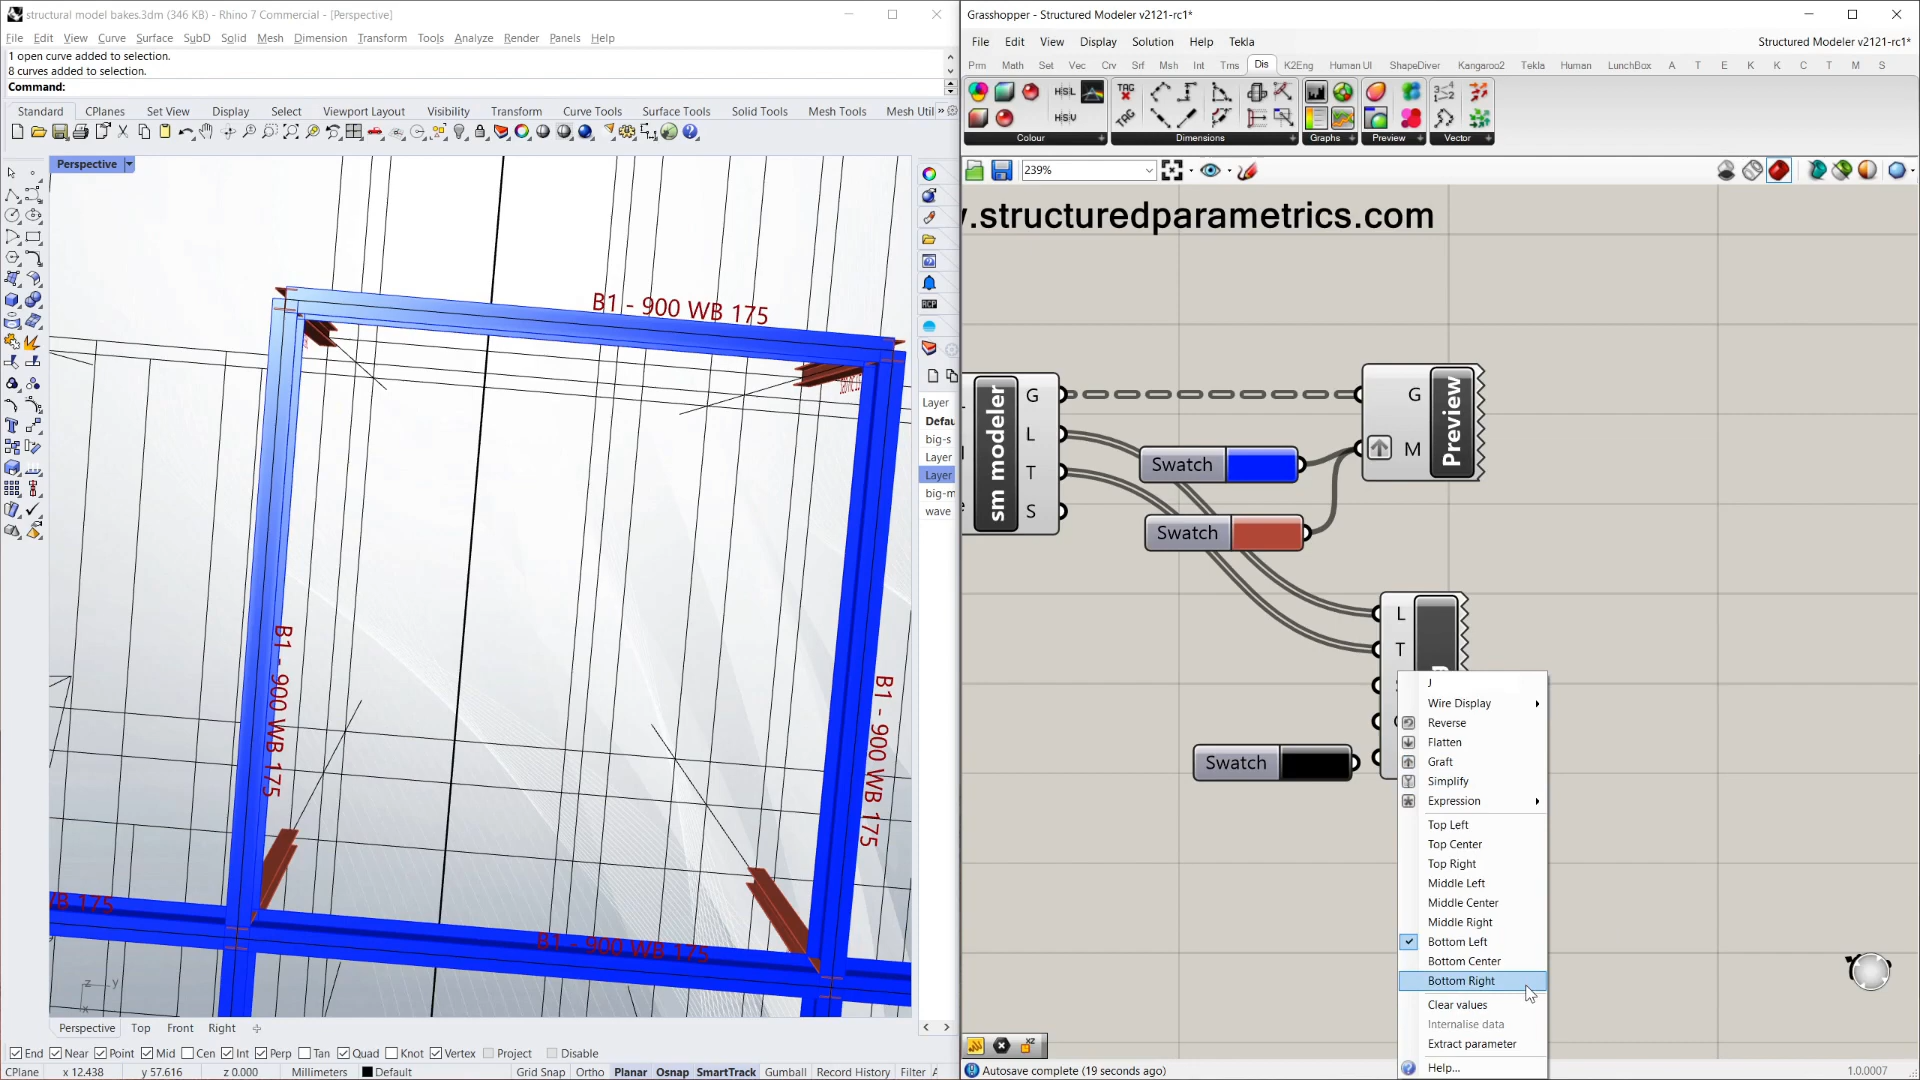 structural model bakes.3dm (346 KB) - Rhino 7 Commercial - [Perspective]
File Edit View Curve Surface SubD Solid Mesh Dimension Transform Tools Analyze Render Panels Help
1 open curve added to selection.
8 curves added to selection.
Command:
Standard CPlanes Set View Display Select Viewport Layout Visibility Transform Curve Tools Surface Tools Solid Tools Mesh Tools Mesh Util »
Perspective
B1 - 900 WB 175
B1 - 900 WB 175
B1 - 900 WB 175
B1 - 900 WB 175
WB 175
z y
x
Layer
Defau
big-s
Layer
Layer
big-m
wave
Perspective Top Front Right
End Near Point Mid Cen Int Perp Tan Quad Knot Vertex Project Disable
CPlane x 12.438 y 57.616 z 0.000 Millimeters Default Grid Snap Ortho Planar Osnap SmartTrack Gumball Record History Filter
Grasshopper - Structured Modeler v2121-rc1*
File Edit View Display Solution Help Tekla
Structured Modeler v2121-rc1*
Prm Math Set Vec Crv Srf Msh Int Trns Dis K2Eng Human UI ShapeDiver Kangaroo2 Tekla Human LunchBox A T E K K C T M S
HSL
HSV
TAG
TAG
Colour Dimensions Graphs Preview Vector
239%
.structuredparametrics.com
sm modeler
G
L
T
S
Swatch
Swatch
G
M
Preview
L
T
Swatch
J
Wire Display
Reverse
Flatten
Graft
Simplify
Expression
Top Left
Top Center
Top Right
Middle Left
Middle Center
Middle Right
Bottom Left
Bottom Center
Bottom Right
Clear values
Internalise data
Extract parameter
Help...
Autosave complete (19 seconds ago)
1.0.0007